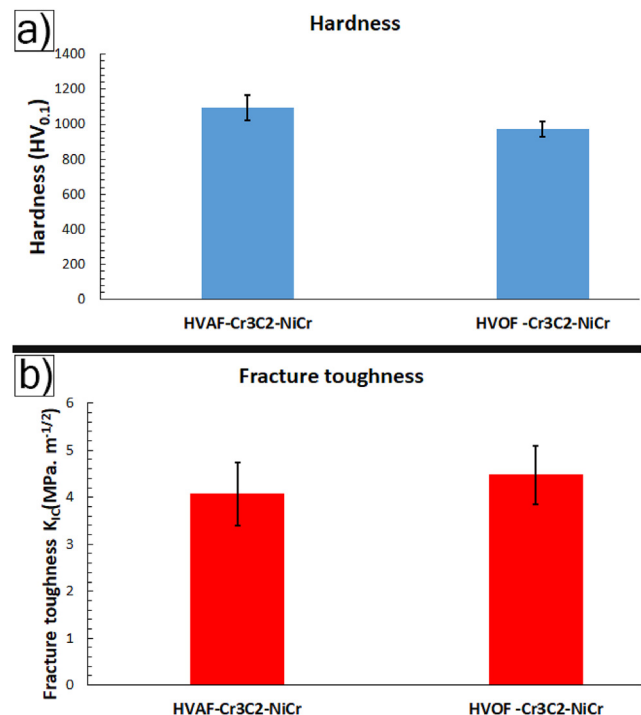 a)
Hardness
Hardness (HV0.1)
1400
1200
1000
800
600
400
200
0
HVAF-Cr3C2-NiCr
HVOF -Cr3C2-NiCr
b)
Fracture toughness
Fracture toughness KIC(MPa. m-1/2)
6
5
4
3
2
1
0
HVAF-Cr3C2-NiCr
HVOF -Cr3C2-NiCr